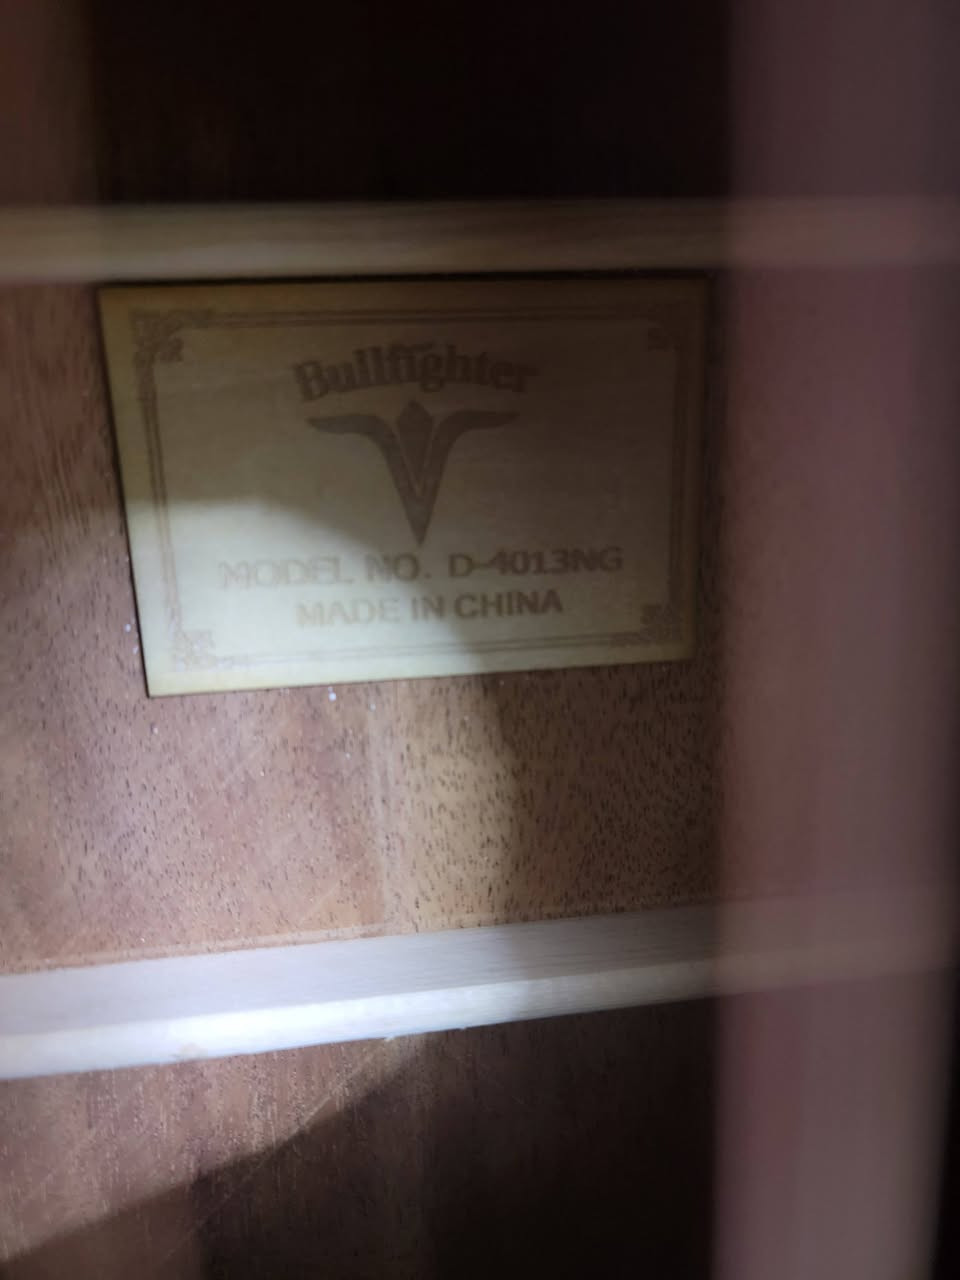 Bullfighter
MODEL NO. D-4013NG
MADE IN CHINA